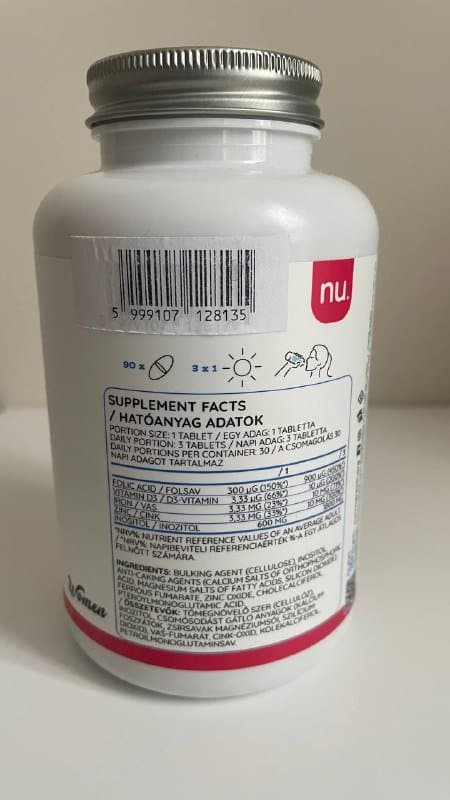 5 999107 128135
nu.
90 x
3 x 1
SUPPLEMENT FACTS
/ HATÓANYAG ADATOK
PORTION SIZE: 1 TABLET / EGY ADAG: 1 TABLETTA
DAILY PORTION: 3 TABLETS / NAPI ADAG: 3 TABLETTA
DAILY PORTIONS PER CONTAINER: 30 / A CSOMAGOLÁS 30
NAPI ADAGOT TARTALMAZ
/1 /3
FOLIC ACID / FOLSAV 300 µG (150%*) 900 µG (450%*)
VITAMIN D3 / D3-VITAMIN 3,33 µG (66%*) 10 µG (200%*)
IRON / VAS 3,33 MG (23%*) 10 MG
ZINC / CINK 3,33 MG (33%*) 10 MG
INOSITOL / INOZITOL 600 MG
*NRV%: NUTRIENT REFERENCE VALUES OF AN AVERAGE ADULT
/ *NRV%: NAPI BEVITELI REFERENCIAÉRTÉK %-A EGY ÁTLAGOS
FELNŐTT SZÁMÁRA.
INGREDIENTS: BULKING AGENT (CELLULOSE), INOSITOL,
ANTI-CAKING AGENTS (CALCIUM SALTS OF ORTHOPHOSPHORIC
ACID, MAGNESIUM SALTS OF FATTY ACIDS, SILICON DIOXIDE),
FERROUS FUMARATE, ZINC OXIDE, CHOLECALCIFEROL,
PTEROYLMONOGLUTAMIC ACID.
/ ÖSSZETEVŐK: TÖMEGNÖVELŐ SZER (CELLULÓZ),
INOZITOL, CSOMÓSODÁST GÁTLÓ ANYAGOK (KALCIUM-
FOSZFÁTOK, ZSÍRSAVAK MAGNÉZIUMSÓI, SZILÍCIUM-
DIOXID), VAS-FUMARÁT, CINK-OXID, KOLEKALCIFEROL,
PETROILMONOGLUTAMINSAV.
Women